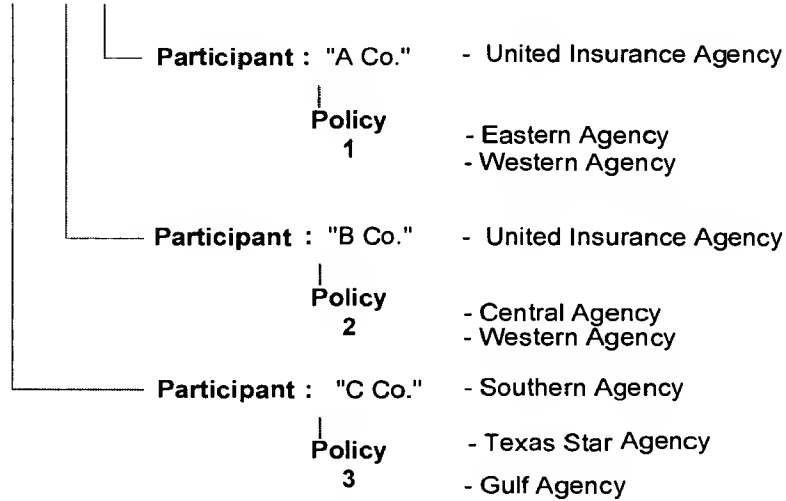 Participant : "A Co." - United Insurance Agency
Policy
1
- Eastern Agency
- Western Agency
Participant : "B Co." - United Insurance Agency
Policy
2
- Central Agency
- Western Agency
Participant : "C Co." - Southern Agency
Policy
3
- Texas Star Agency
- Gulf Agency